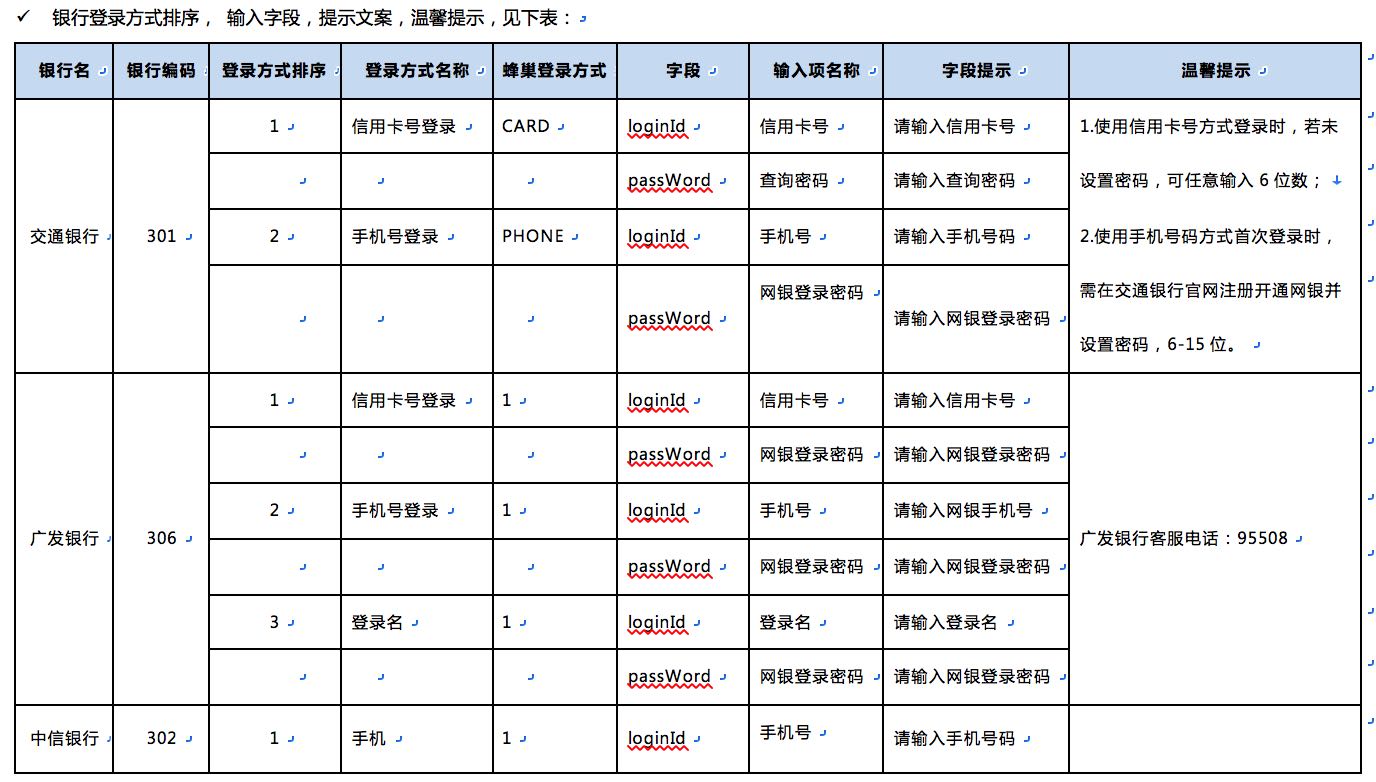 ✓ 银行登录方式排序， 输入字段，提示文案，温馨提示，见下表：
银行名 银行编码 登录方式排序 登录方式名称 蜂巢登录方式 字段 输入项名称 字段提示 温馨提示
交通银行 301 1 信用卡号登录 CARD loginId 信用卡号 请输入信用卡号 1.使用信用卡号方式登录时，若未
passWord 查询密码 请输入查询密码 设置密码，可任意输入 6 位数；
2 手机号登录 PHONE loginId 手机号 请输入手机号码 2.使用手机号码方式首次登录时，
passWord 网银登录密码 请输入网银登录密码 需在交通银行官网注册开通网银并
设置密码，6-15 位。
广发银行 306 1 信用卡号登录 1 loginId 信用卡号 请输入信用卡号 广发银行客服电话：95508
passWord 网银登录密码 请输入网银登录密码
2 手机号登录 1 loginId 手机号 请输入网银手机号
passWord 网银登录密码 请输入网银登录密码
3 登录名 1 loginId 登录名 请输入登录名
passWord 网银登录密码 请输入网银登录密码
中信银行 302 1 手机 1 loginId 手机号 请输入手机号码